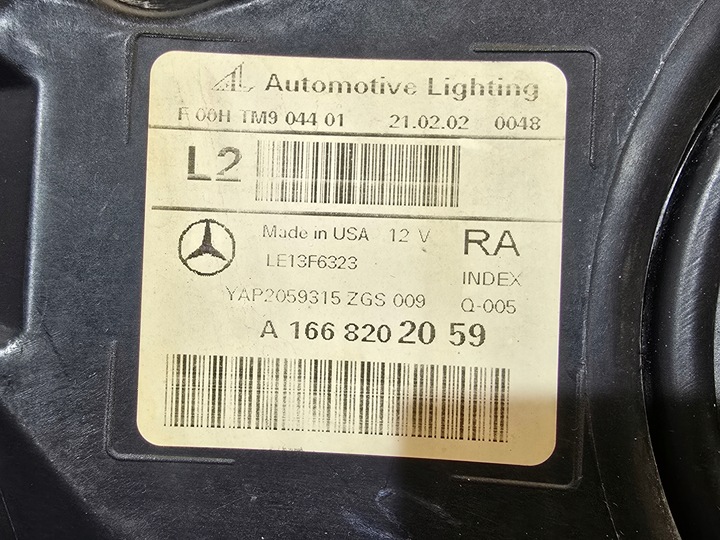 AL Automotive Lighting
F 00H TM9 044 01 21.02.02 0048
L2
Made in USA 12 V RA
LE13F6323 INDEX
YAP2059315 ZGS 009 Q-005
A 166 820 20 59